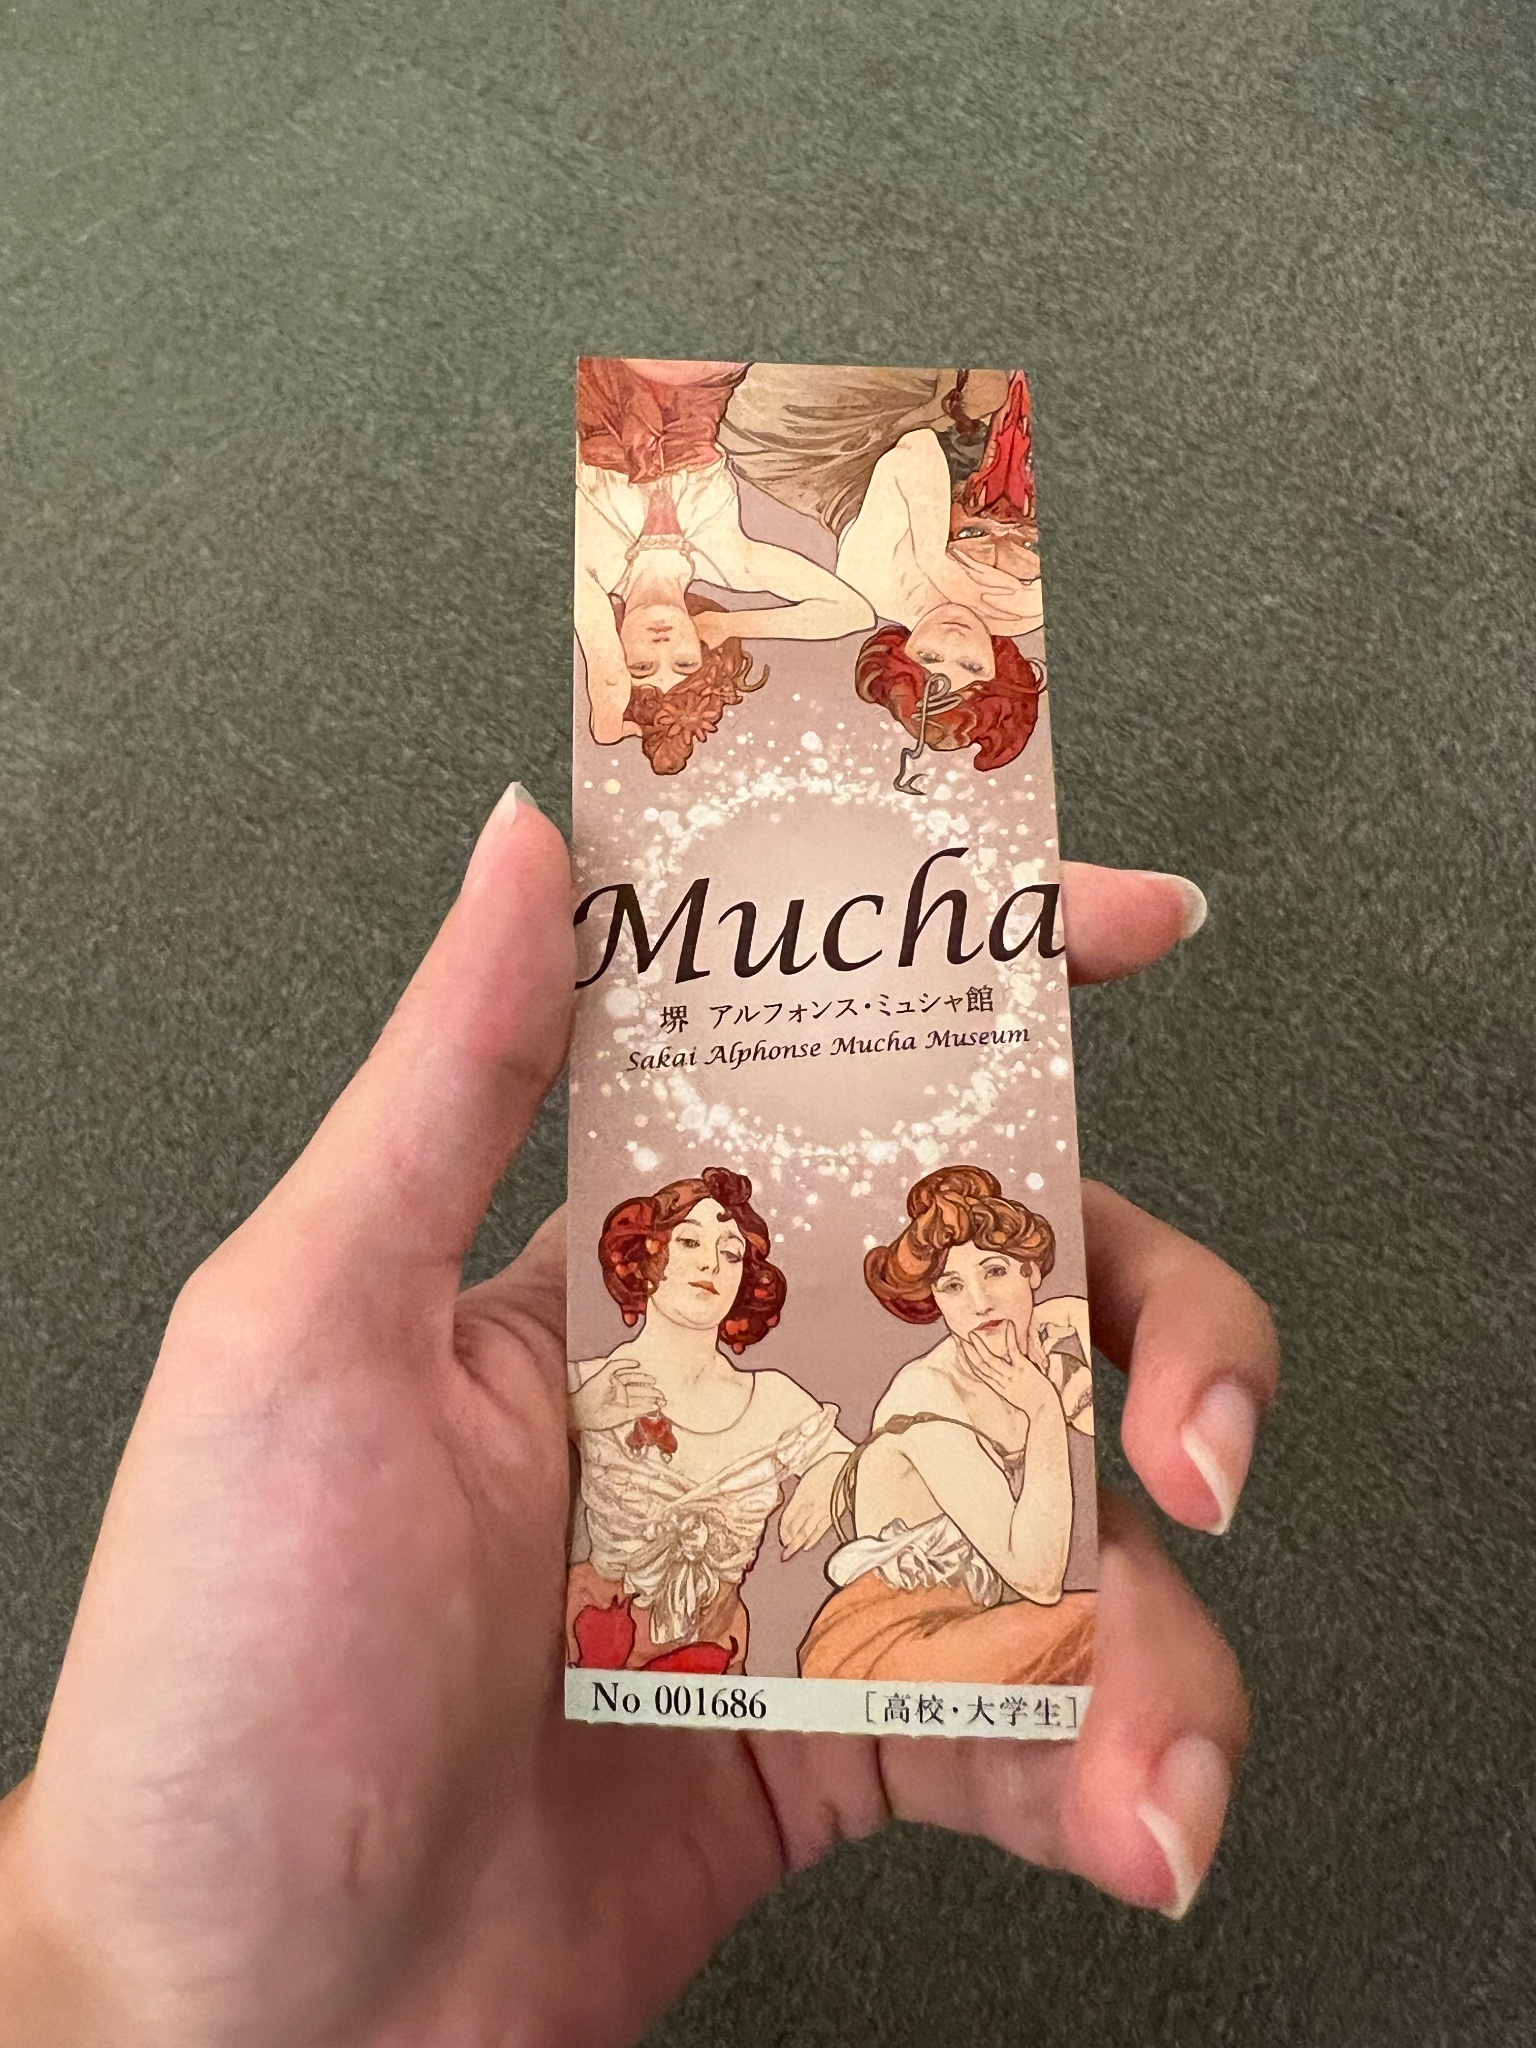 Mucha
堺 アルフォンス・ミュシャ館
Sakai Alphonse Mucha Museum
No 001686 [高校・大学生]